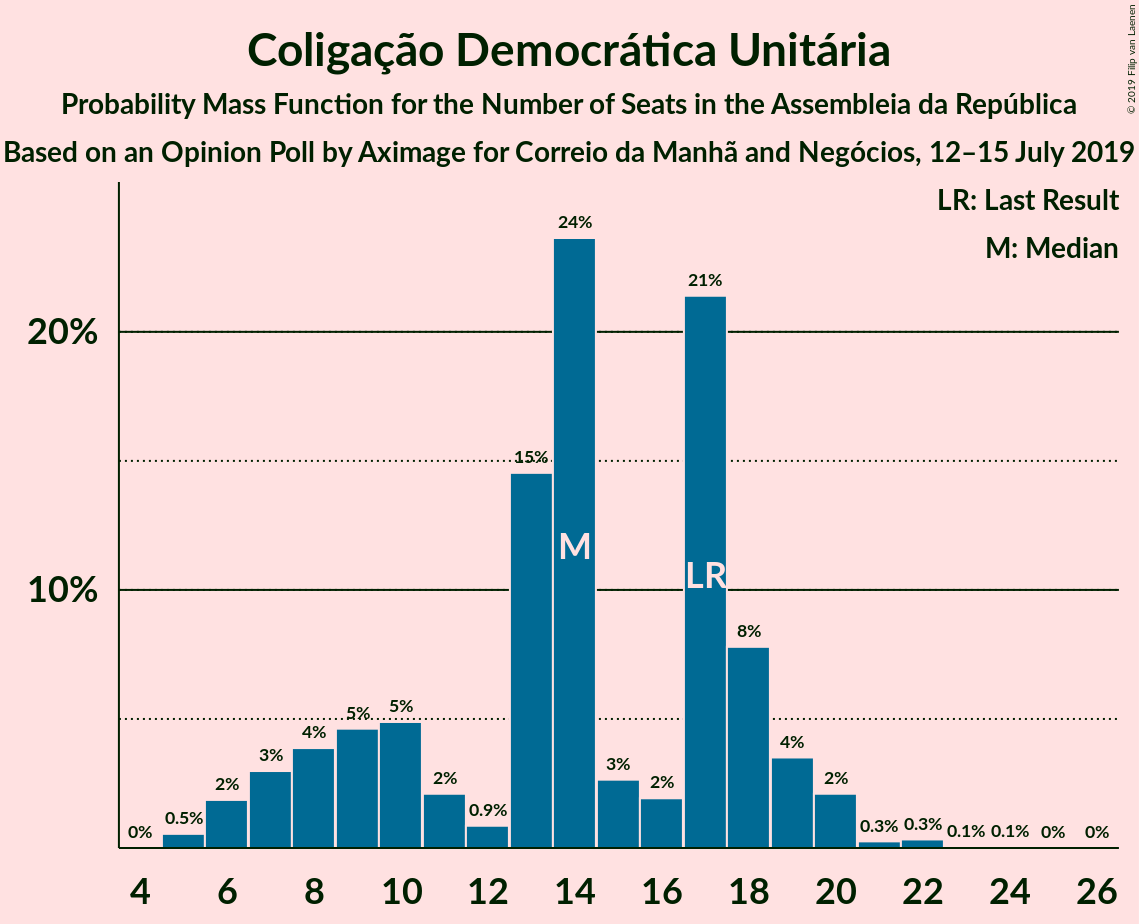 Coligação Democrática Unitária
Probability Mass Function for the Number of Seats in the Assembleia da República
Based on an Opinion Poll by Aximage for Correio da Manhã and Negócios, 12–15 July 2019
© 2019 Filip van Laenen
LR: Last Result
M: Median
20%
10%
0% 0.5% 2% 3% 4% 5% 5% 2% 0.9% 15% 24% 3% 2% 21% 8% 4% 2% 0.3% 0.3% 0.1% 0.1% 0% 0%
M
LR
4 6 8 10 12 14 16 18 20 22 24 26